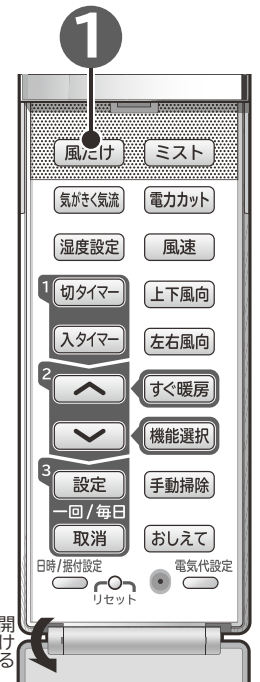 1
風だけ ミスト
気がきく気流 電力カット
湿度設定 風速
1 切タイマー 上下風向
入タイマー 左右風向
2 すぐ暖房
機能選択
3 設定 手動掃除
一回/毎日
取消 おしえて
日時/据付設定 電気代設定
リセット
開ける